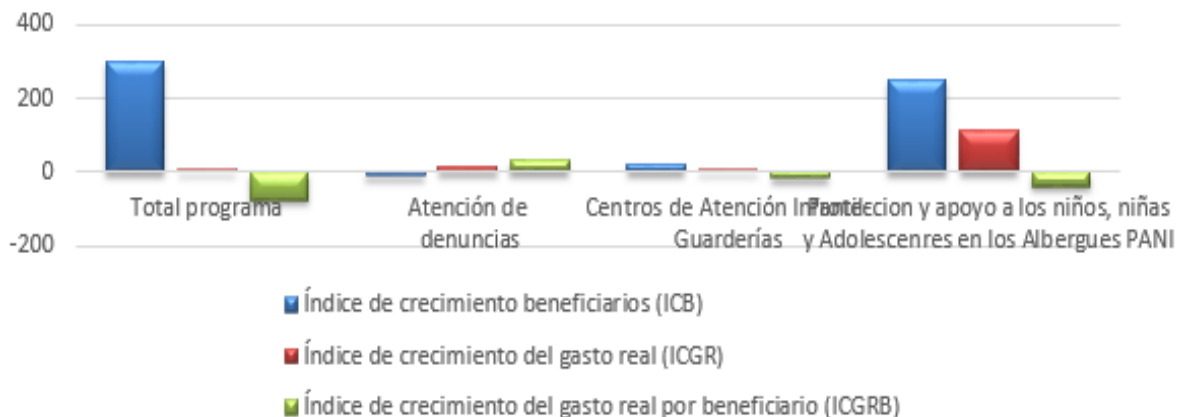 400
200
0
-200
Total programa
Atención de
denuncias
Centros de Atención
Guarderías
y apoyo a los niños, niñas
y Adolescenres en los Albergues PANI
Índice de crecimiento beneficiarios (ICB)
Índice de crecimiento del gasto real (ICGR)
Índice de crecimiento del gasto real por beneficiario (ICGRB)